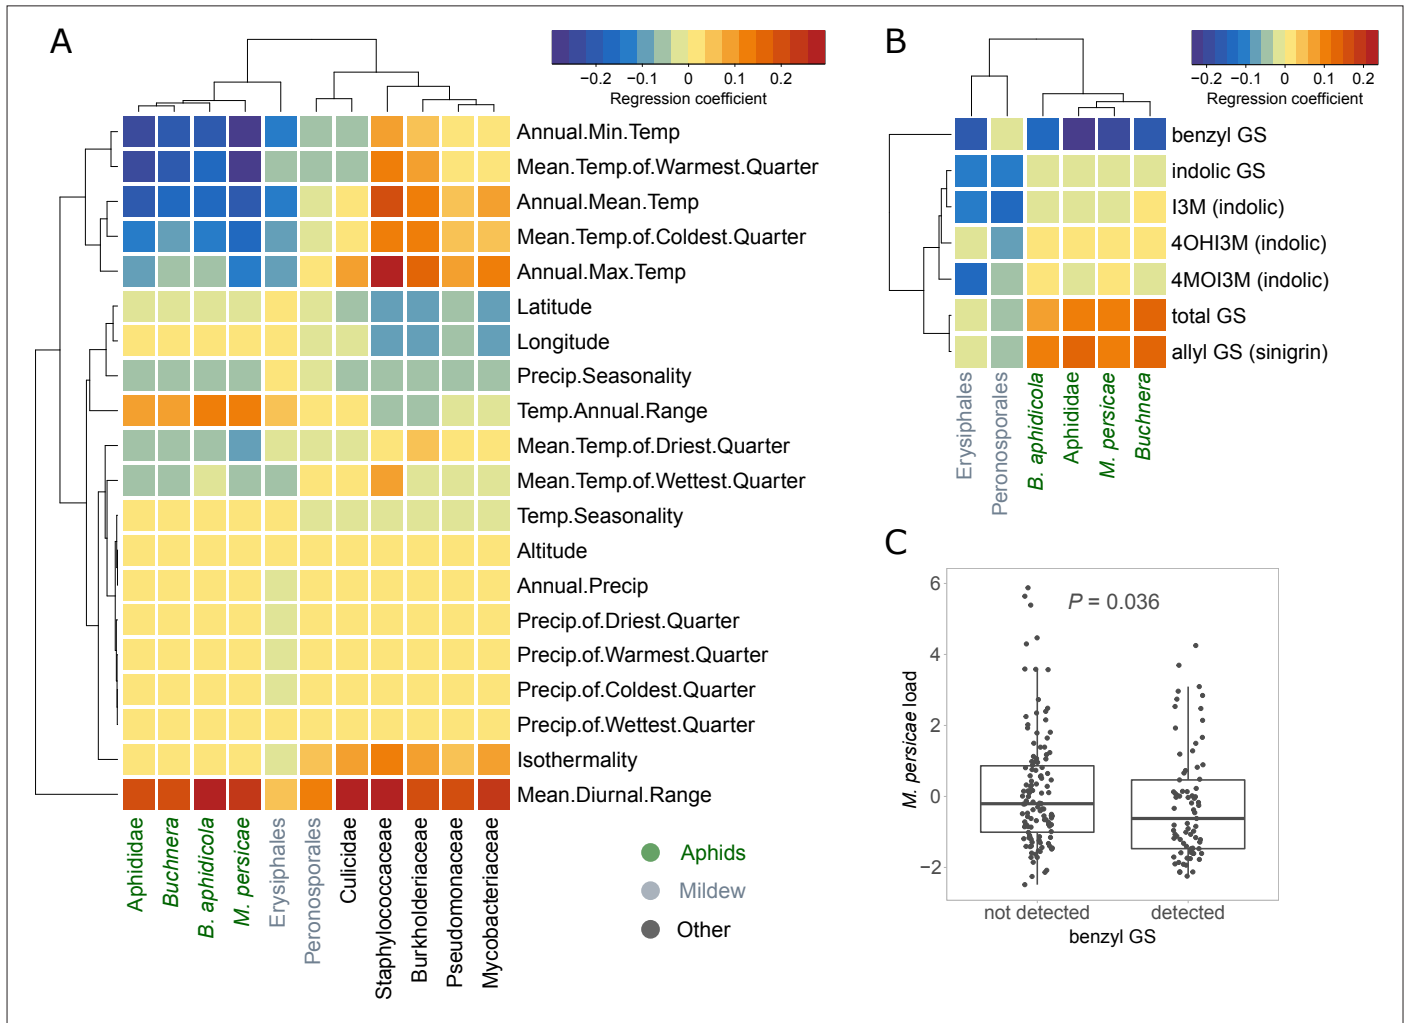 A
−0.2 −0.1 0 0.1 0.2
Regression coefficient
Annual.Min.Temp
Mean.Temp.of.Warmest.Quarter
Annual.Mean.Temp
Mean.Temp.of.Coldest.Quarter
Annual.Max.Temp
Latitude
Longitude
Precip.Seasonality
Temp.Annual.Range
Mean.Temp.of.Driest.Quarter
Mean.Temp.of.Wettest.Quarter
Temp.Seasonality
Altitude
Annual.Precip
Precip.of.Driest.Quarter
Precip.of.Warmest.Quarter
Precip.of.Coldest.Quarter
Precip.of.Wettest.Quarter
Isothermality
Mean.Diurnal.Range
Aphididae
Buchnera
B. aphidicola
M. persicae
Erysiphales
Peronosporales
Culicidae
Staphylococcaceae
Burkholderiaceae
Pseudomonaceae
Mycobacteriaceae
Aphids
Mildew
Other
B
−0.2 −0.1 0 0.1 0.2
Regression coefficient
benzyl GS
indolic GS
I3M (indolic)
4OHI3M (indolic)
4MOI3M (indolic)
total GS
allyl GS (sinigrin)
Erysiphales
Peronosporales
B. aphidicola
Aphididae
M. persicae
Buchnera
C
P = 0.036
M. persicae load
6
4
2
0
−2
not detected detected
benzyl GS